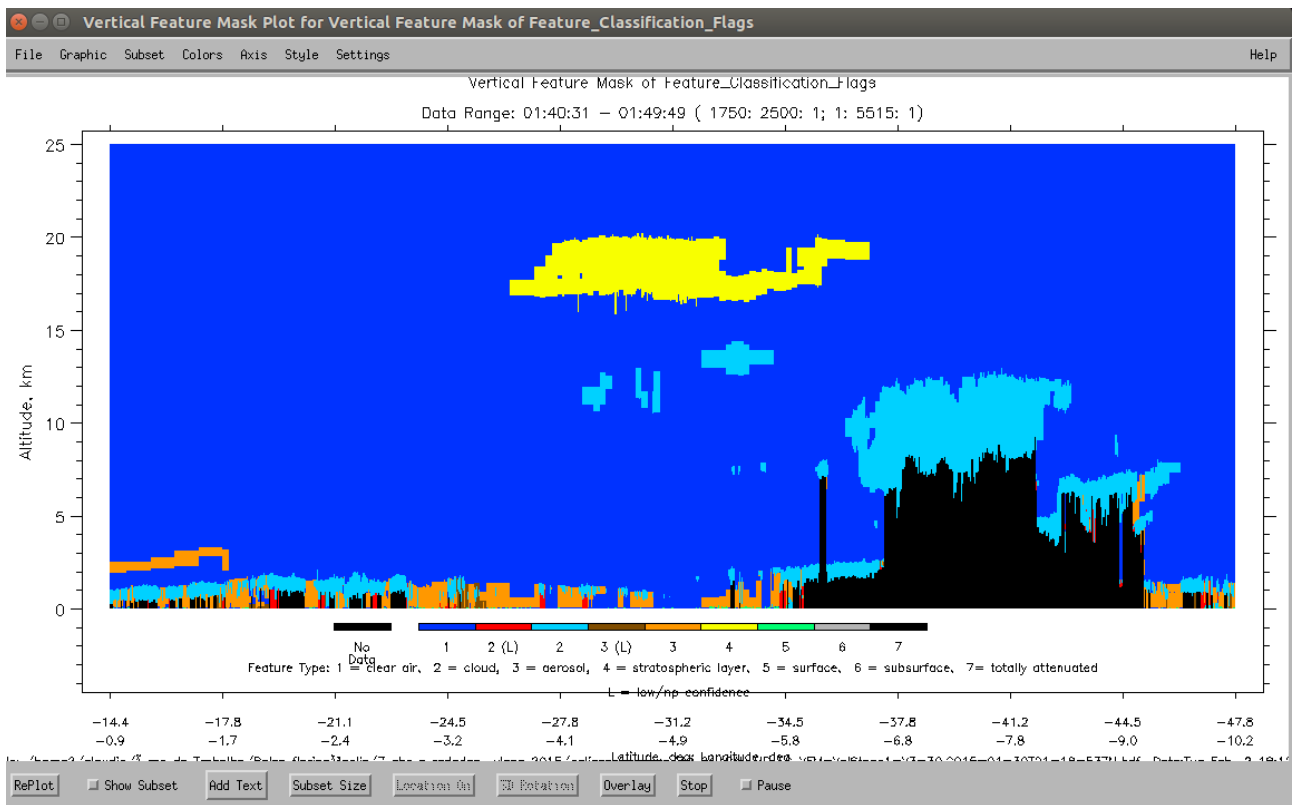 Vertical Feature Mask Plot for Vertical Feature Mask of Feature_Classification_Flags
File Graphic Subset Colors Axis Style Settings Help
Vertical Feature Mask of Feature_Classification_Flags
Data Range: 01:40:31 – 01:49:49 ( 1750: 2500: 1; 1: 5515: 1)
25
20
15
10
5
0
Altitude, km
No Data
1 2 (L) 2 3 (L) 3 4 5 6 7
Feature Type: 1 = clear air, 2 = cloud, 3 = aerosol, 4 = stratospheric layer, 5 = surface, 6 = subsurface, 7= totally attenuated
L = low/no confidence
−14.4 −17.8 −21.1 −24.5 −27.8 −31.2 −34.5 −37.8 −41.2 −44.5 −47.8
−0.9 −1.7 −2.4 −3.2 −4.1 −4.9 −5.8 −6.8 −7.8 −9.0 −10.2
Latitude, deg Longitude, deg
RePlot Show Subset Add Text Subset Size Location On 3D Rotation Overlay Stop Pause